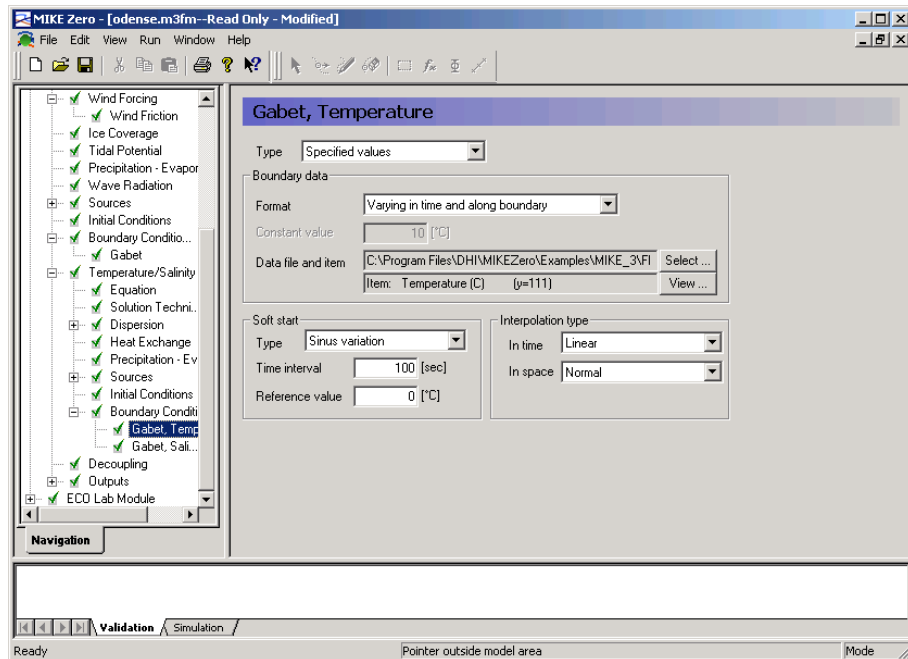 MIKE Zero - [odense.m3fm--Read Only - Modified]
File Edit View Run Window Help
Wind Forcing
Wind Friction
Ice Coverage
Tidal Potential
Precipitation - Evapor
Wave Radiation
Sources
Initial Conditions
Boundary Conditio...
Gabet
Temperature/Salinity
Equation
Solution Techni...
Dispersion
Heat Exchange
Precipitation - Ev
Sources
Initial Conditions
Boundary Conditi
Gabet, Temp
Gabet, Sali...
Decoupling
Outputs
ECO Lab Module
Navigation
Gabet, Temperature
Type Specified values
Boundary data
Format Varying in time and along boundary
Constant value 10 [°C]
Data file and item C:\Program Files\DHI\MIKEZero\Examples\MIKE_3\Fl Select ...
Item: Temperature (C) (y=111) View ...
Soft start
Type Sinus variation
Time interval 100 [sec]
Reference value 0 [°C]
Interpolation type
In time Linear
In space Normal
Validation Simulation
Ready Pointer outside model area Mode